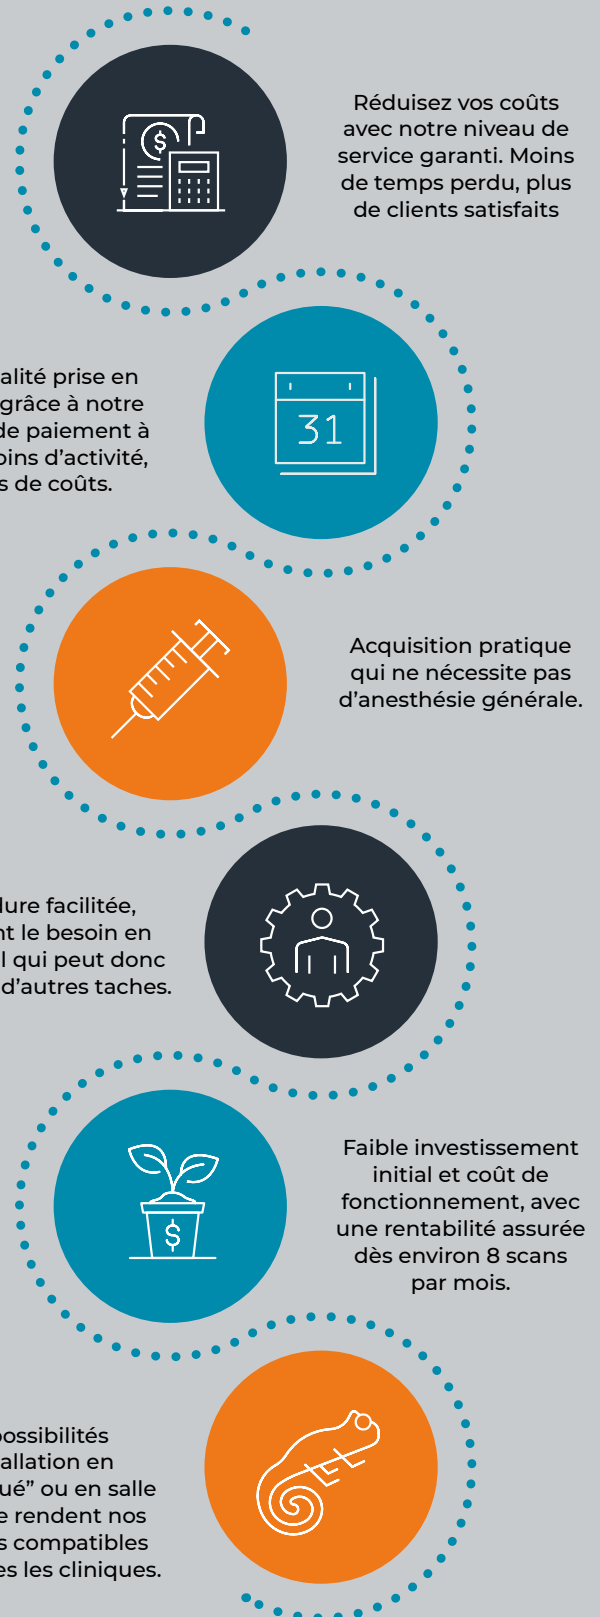 Réduisez vos coûts
avec notre niveau de
service garanti. Moins
de temps perdu, plus
de clients satisfaits
alité prise en
grâce à notre
de paiement à
oins d’activité,
s de coûts.
31
Acquisition pratique
qui ne nécessite pas
d’anesthésie générale.
dure facilitée,
nt le besoin en
l qui peut donc
d’autres taches.
Faible investissement
initial et coût de
fonctionnement, avec
une rentabilité assurée
dès environ 8 scans
par mois.
ossibilités
allation en
ué” ou en salle
e rendent nos
s compatibles
es les cliniques.